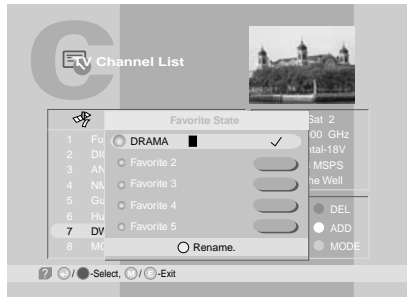 TV Channel List
Favorite State
DRAMA
Favorite 2
Favorite 3
Favorite 4
Favorite 5
Rename.
Sat 2
00 GHz
ntal-18V
MSPS
he Well
1 Fu
2 DI
3 AN
4 NM
5 Gu
6 Hu
7 DW
8 MC
DEL
ADD
MODE
? / -Select, M / E -Exit